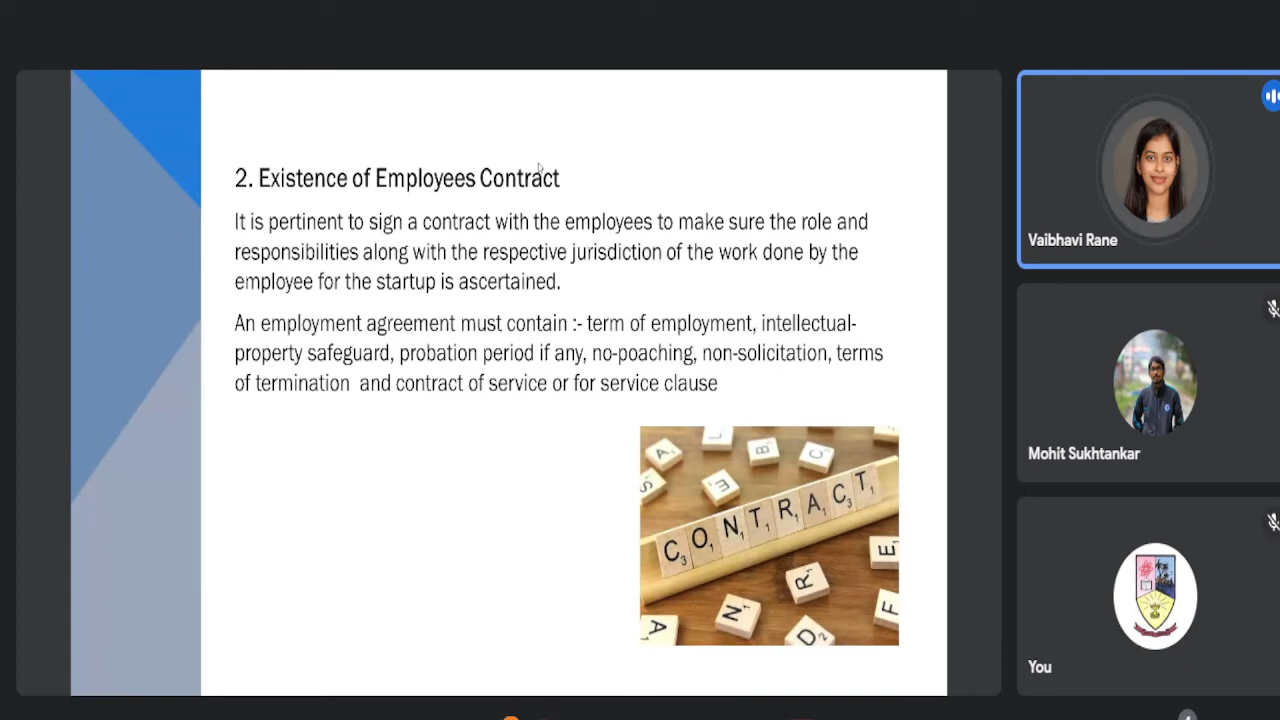 2. Existence of Employees Contract
It is pertinent to sign a contract with the employees to make sure the role and
responsibilities along with the respective jurisdiction of the work done by the
employee for the startup is ascertained.
An employment agreement must contain :- term of employment, intellectual-
property safeguard, probation period if any, no-poaching, non-solicitation, terms
of termination and contract of service or for service clause
CONTRACT
Vaibhavi Rane
Mohit Sukhtankar
You